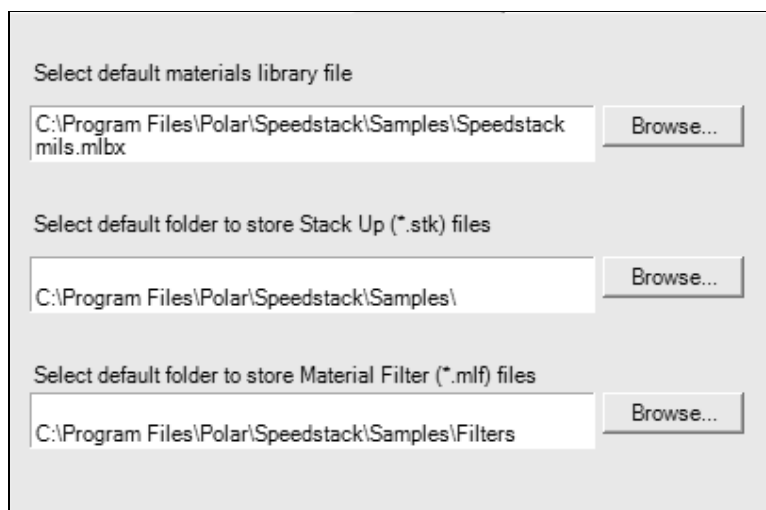 Select default materials library file
C:\Program Files\Polar\Speedstack\Samples\Speedstack
mils.mlbx
Browse...
Select default folder to store Stack Up (*.stk) files
C:\Program Files\Polar\Speedstack\Samples\
Browse...
Select default folder to store Material Filter (*.mlf) files
C:\Program Files\Polar\Speedstack\Samples\Filters
Browse...